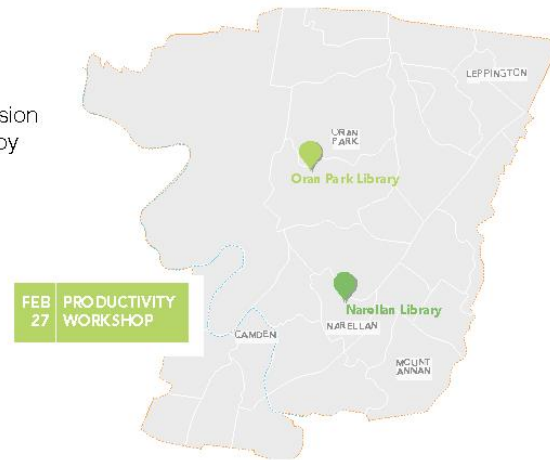 sion
by
LEPPINGTON
ORAN
PARK
Oran Park Library
FEB 27
PRODUCTIVITY
WORKSHOP
Narellan Library
NARELLAN
CAMDEN
MOUNT
ANNAN